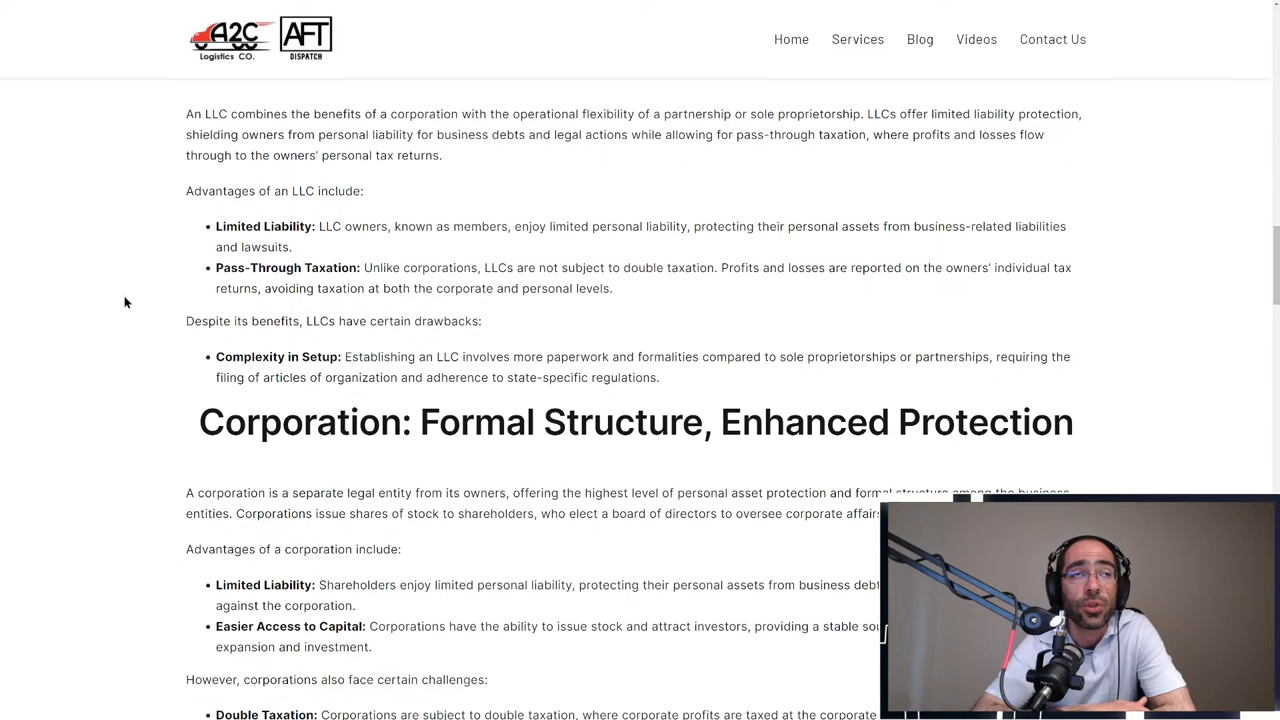 A2C
Logistics CO.
AFT
DISPATCH
Home Services Blog Videos Contact Us
An LLC combines the benefits of a corporation with the operational flexibility of a partnership or sole proprietorship. LLCs offer limited liability protection,
shielding owners from personal liability for business debts and legal actions while allowing for pass-through taxation, where profits and losses flow
through to the owners’ personal tax returns.
Advantages of an LLC include:
• Limited Liability: LLC owners, known as members, enjoy limited personal liability, protecting their personal assets from business-related liabilities
and lawsuits.
• Pass-Through Taxation: Unlike corporations, LLCs are not subject to double taxation. Profits and losses are reported on the owners’ individual tax
returns, avoiding taxation at both the corporate and personal levels.
Despite its benefits, LLCs have certain drawbacks:
• Complexity in Setup: Establishing an LLC involves more paperwork and formalities compared to sole proprietorships or partnerships, requiring the
filing of articles of organization and adherence to state-specific regulations.
Corporation: Formal Structure, Enhanced Protection
A corporation is a separate legal entity from its owners, offering the highest level of personal asset protection and formal structure among the business
entities. Corporations issue shares of stock to shareholders, who elect a board of directors to oversee corporate affairs
Advantages of a corporation include:
• Limited Liability: Shareholders enjoy limited personal liability, protecting their personal assets from business debt
against the corporation.
• Easier Access to Capital: Corporations have the ability to issue stock and attract investors, providing a stable
expansion and investment.
However, corporations also face certain challenges:
• Double Taxation: Corporations are subject to double taxation, where corporate profits are taxed at the corporate